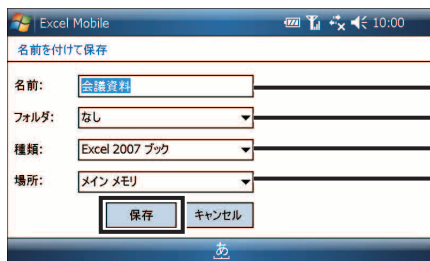 Excel Mobile 10:00
名前を付けて保存
名前: 会議資料
フォルダ: なし
種類: Excel 2007 ブック
場所: メイン メモリ
保存 キャンセル
あ